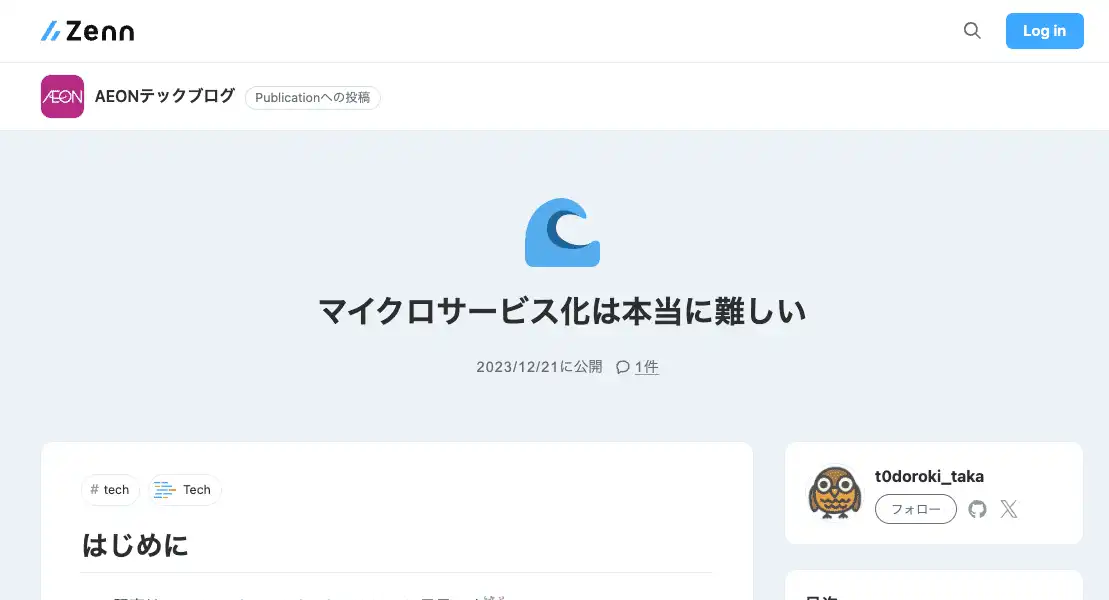 Zenn
Log in
AEON
AEONテックブログ
Publicationへの投稿
マイクロサービス化は本当に難しい
2023/12/21に公開
1件
# tech
Tech
はじめに
t0doroki_taka
フォロー